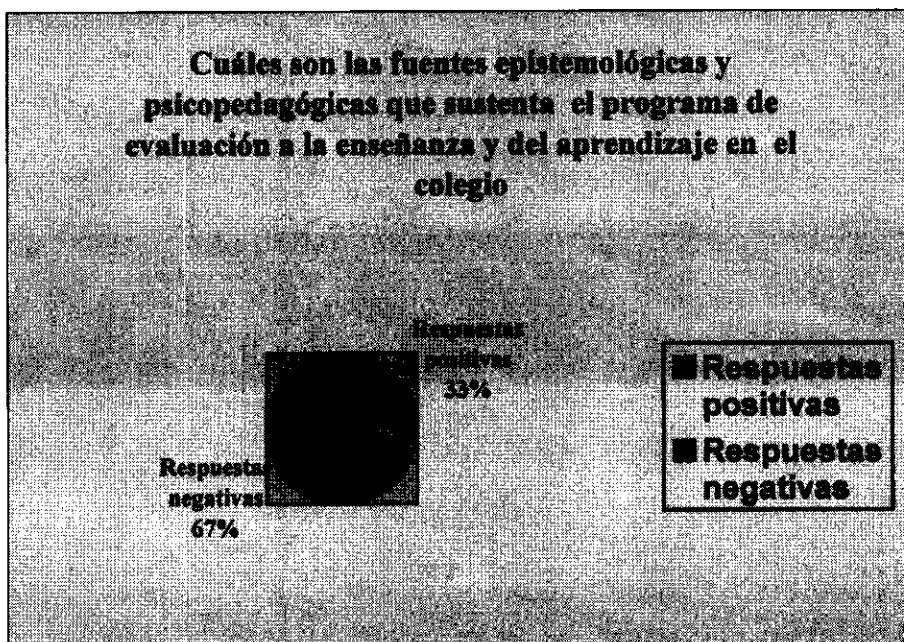 Cuáles son las fuentes epistemológicas y
psicopedagógicas que sustenta el programa de
evaluación a la enseñanza y del aprendizaje en el
colegio
Respuestas
positivas
33%
Respuestas
negativas
67%
Respuestas
positivas
Respuestas
negativas